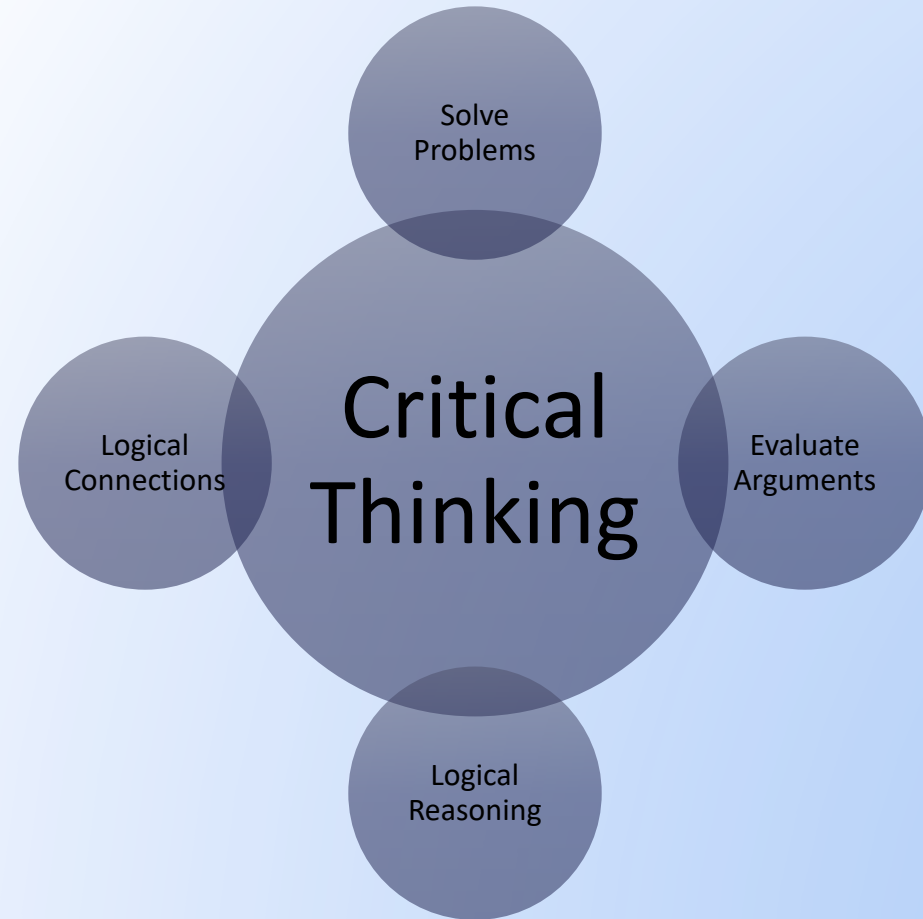 Solve
Problems
Logical
Connections
Critical
Thinking
Evaluate
Arguments
Logical
Reasoning